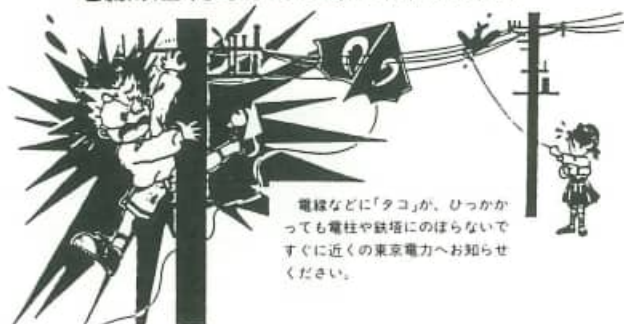 電線などに「タコ」が、ひっかか
っても電柱や鉄塔にのぼらないで
すぐに近くの東京電力へお知らせ
ください。